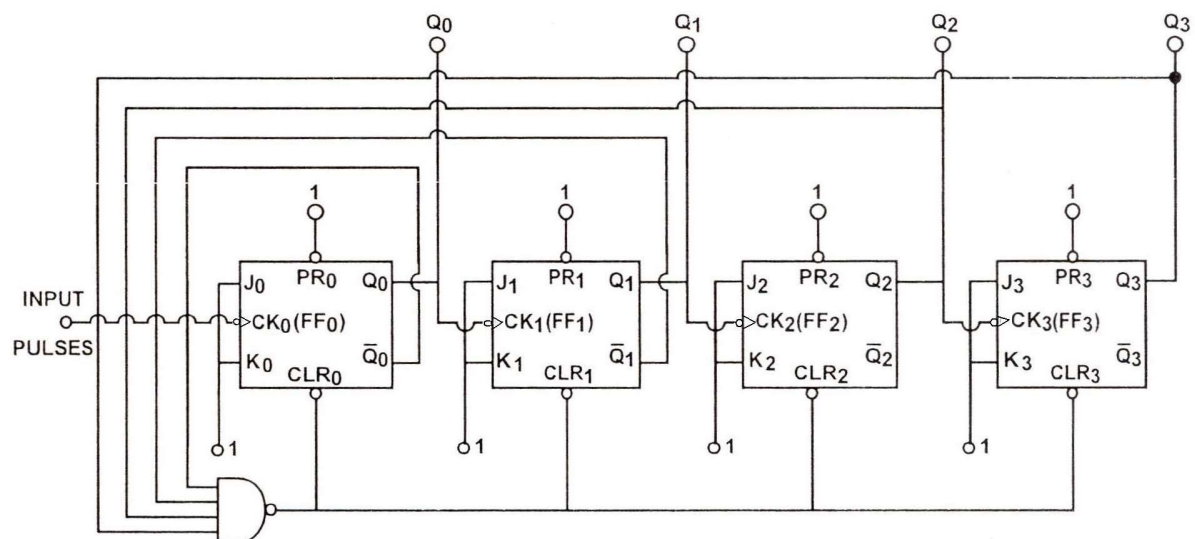 Q0 Q1 Q2 Q3
1 1 1 1
J0 PR0 Q0 J1 PR1 Q1 J2 PR2 Q2 J3 PR3 Q3
INPUT
PULSES
CK0(FF0) CK1(FF1) CK2(FF2) CK3(FF3)
K0 Q̅0 K1 Q̅1 K2 Q̅2 K3 Q̅3
CLR0 CLR1 CLR2 CLR3
1 1 1 1